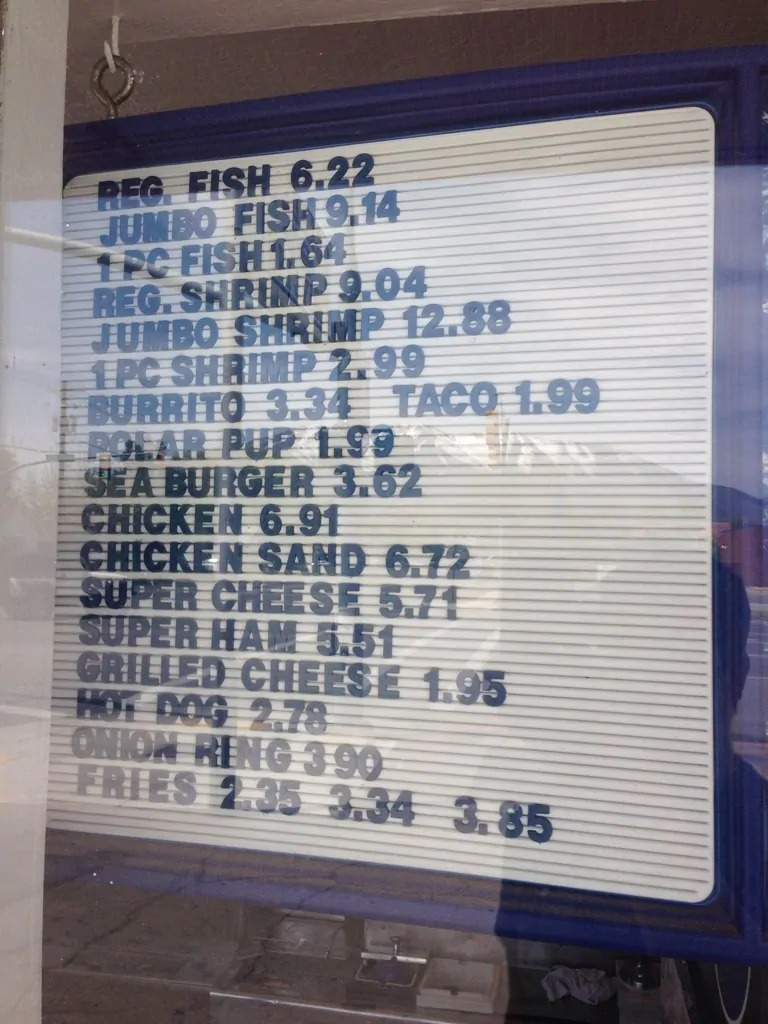 REG. FISH 6.22
JUMBO FISH 9.14
1 PC FISH 1.64
REG. SHRIMP 9.04
JUMBO SHRIMP 12.88
1 PC SHRIMP 2.99
BURRITO 3.34 TACO 1.99
POLAR PUP 1.99
SEA BURGER 3.62
CHICKEN 6.91
CHICKEN SAND 6.72
SUPER CHEESE 5.71
SUPER HAM 5.51
GRILLED CHEESE 1.95
HOT DOG 2.78
ONION RING 3 90
FRIES 2.35 3.34 3.85